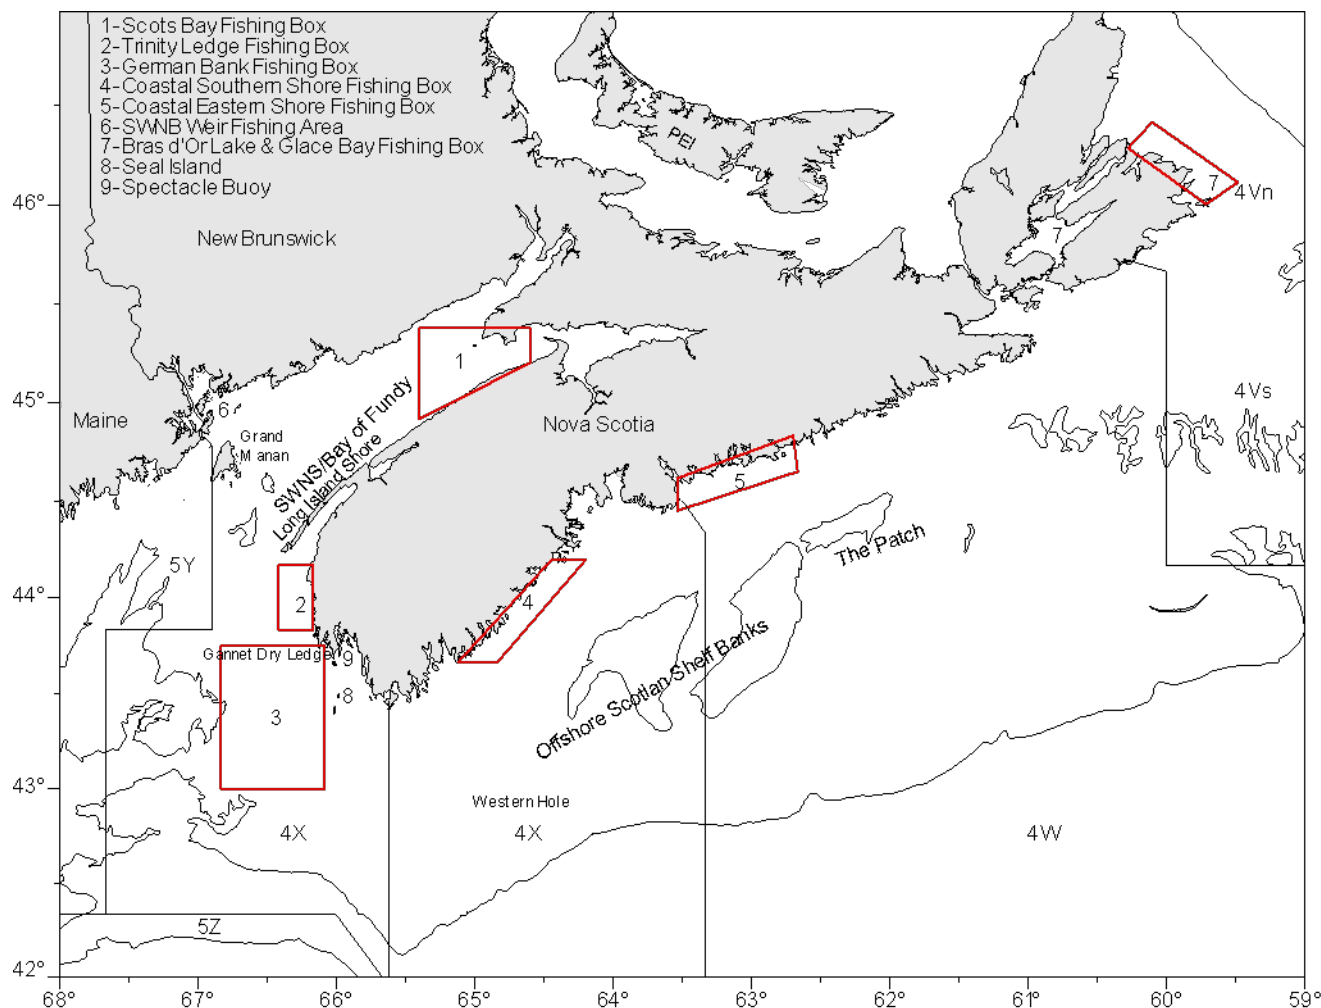 1-Scots Bay Fishing Box
2-Trinity Ledge Fishing Box
3-German Bank Fishing Box
4-Coastal Southern Shore Fishing Box
5-Coastal Eastern Shore Fishing Box
6-SWNB Weir Fishing Area
7-Bras d'Or Lake & Glace Bay Fishing Box
8-Seal Island
9-Spectacle Buoy
PEI
7
4Vn
46°
New Brunswick
7
1
45°
6
Maine
Grand
Manan
SWNS/Bay of Fundy
Long Island Shore
Nova Scotia
4Vs
5
The Patch
5Y
44°
2
4
Gannet Dry Ledge
9
8
3
Offshore Scotian Shelf Banks
43°
Western Hole
4X
4X
4W
5Z
42°
68°
67°
66°
65°
64°
63°
62°
61°
60°
59°